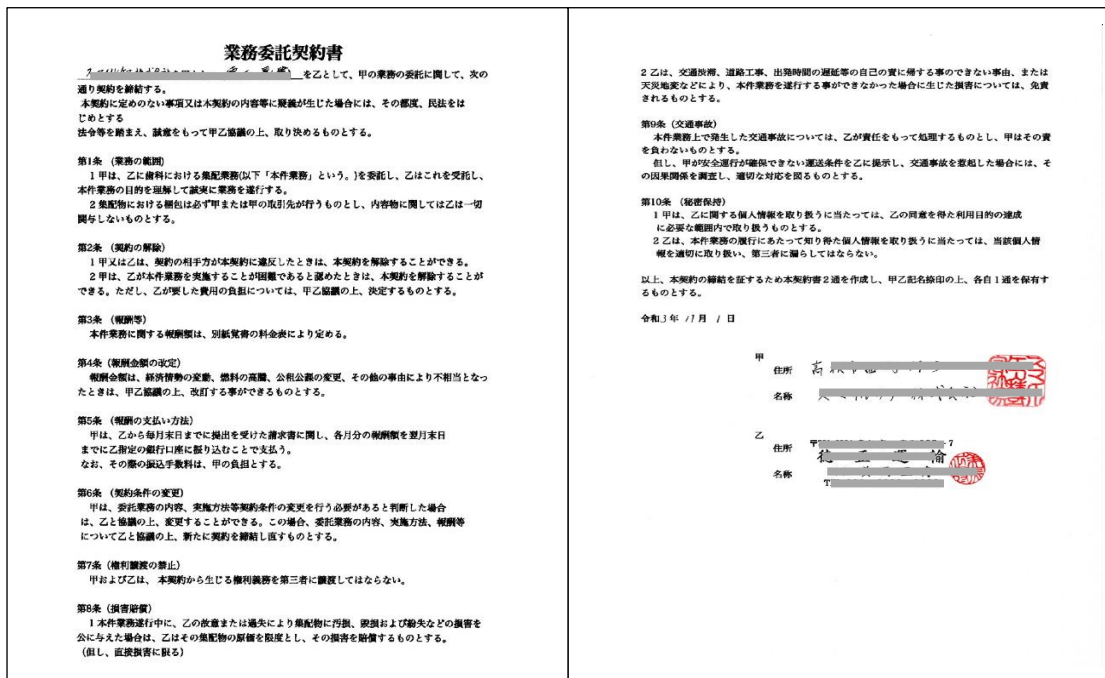 業務委託契約書
を乙として、甲の業務の委託に関して、次の
通り契約を締結する。
本契約に定めのない事項又は本契約の内容等に疑義が生じた場合には、その都度、民法をは
じめとする
法令等を踏まえ、誠意をもって甲乙協議の上、取り決めるものとする。
第1条 (業務の範囲)
1 甲は、乙に歯科における集配業務(以下「本件業務」という。)を委託し、乙はこれを受託し、
本件業務の目的を理解して誠実に業務を遂行する。
2 集配物における梱包は必ず甲または甲の取引先が行うものとし、内容物に関しては乙は一切
関与しないものとする。
第2条 (契約の解除)
1 甲又は乙は、契約の相手方が本契約に違反したときは、本契約を解除することができる。
2 甲は、乙が本件業務を実施することが困難であると認めたときは、本契約を解除することが
できる。ただし、乙が要した費用の負担については、甲乙協議の上、決定するものとする。
第3条 (報酬等)
本件業務に関する報酬額は、別紙覚書の料金表により定める。
第4条 (報酬金額の改定)
報酬金額は、経済情勢の変動、燃料の高騰、公租公課の変更、その他の事由により不相当となっ
たときは、甲乙協議の上、改訂する事ができるものとする。
第5条 (報酬の支払い方法)
甲は、乙から毎月末日までに提出を受けた請求書に関し、各月分の報酬額を翌月末日
までに乙指定の銀行口座に振り込むことで支払う。
なお、その際の振込手数料は、甲の負担とする。
第6条 (契約条件の変更)
甲は、委託業務の内容、実施方法等契約条件の変更を行う必要があると判断した場合
は、乙と協議の上、変更することができる。この場合、委託業務の内容、実施方法、報酬等
について乙と協議の上、新たに契約を締結し直すものとする。
第7条 (権利譲渡の禁止)
甲および乙は、本契約から生じる権利義務を第三者に譲渡してはならない。
第8条 (損害賠償)
1 本件業務遂行中に、乙の故意または過失により集配物に汚損、毀損および紛失などの損害を
公に与えた場合は、乙はその集配物の原価を限度とし、その損害を賠償するものとする。
(但し、直接損害に限る)
2 乙は、交通渋滞、道路工事、出発時間の遅延等の自己の責に帰する事のできない事由、または
天災地変などにより、本件業務を遂行する事ができなかった場合に生じた損害については、免責
されるものとする。
第9条 (交通事故)
本件業務上で発生した交通事故については、乙が責任をもって処理するものとし、甲はその責
を負わないものとする。
但し、甲が安全運行が確保できない運送条件を乙に提示し、交通事故を惹起した場合には、そ
の因果関係を調査し、適切な対応を図るものとする。
第10条 (秘密保持)
1 甲は、乙に関する個人情報を取り扱うに当たっては、乙の同意を得た利用目的の達成
に必要な範囲内で取り扱うものとする。
2 乙は、本件業務の履行にあたって知り得た個人情報を取り扱うに当たっては、当該個人情
報を適切に取り扱い、第三者に漏らしてはならない。
以上、本契約の締結を証するため本契約書2通を作成し、甲乙記名捺印の上、各自1通を保有す
るものとする。
令和3年 11月 1日
甲
住所
名称
乙
住所 〒 -7
名称